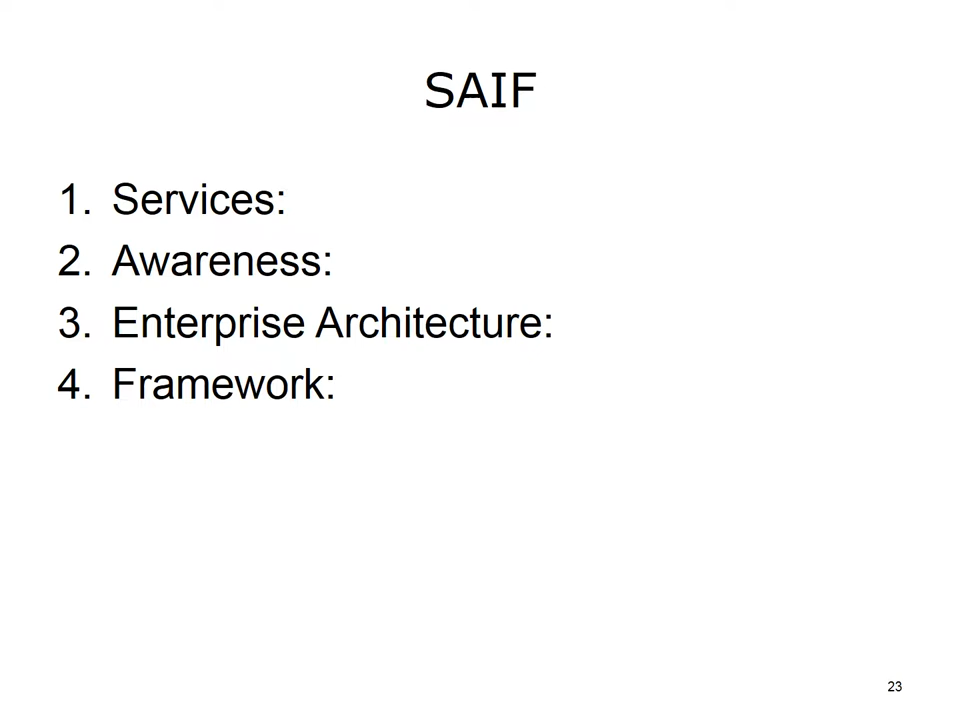 SAIF
1. Services:
2. Awareness:
3. Enterprise Architecture:
4. Framework:
23